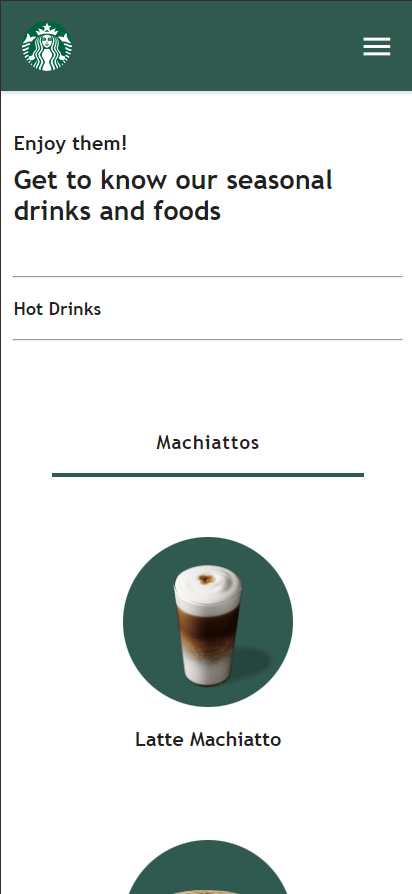 Enjoy them!
Get to know our seasonal
drinks and foods
Hot Drinks
Machiattos
Latte Machiatto